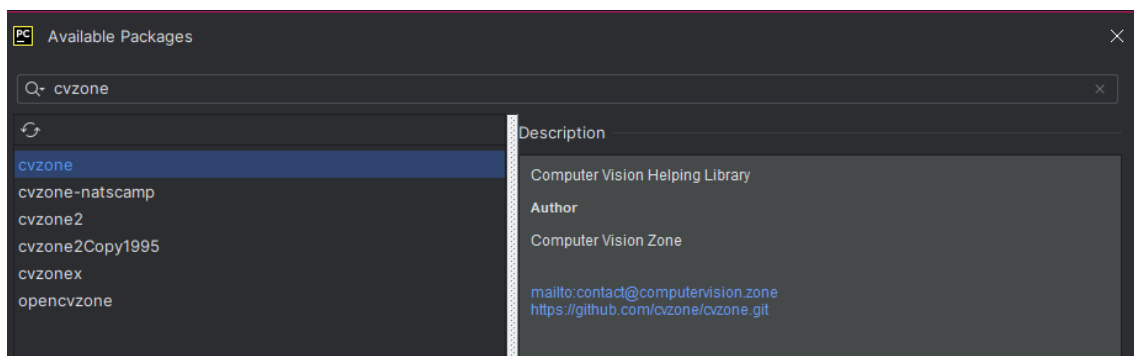 PC Available Packages
cvzone
cvzone
cvzone-natscamp
cvzone2
cvzone2Copy1995
cvzonex
opencvzone
Description
Computer Vision Helping Library
Author
Computer Vision Zone
mailto:contact@computervision.zone
https://github.com/cvzone/cvzone.git